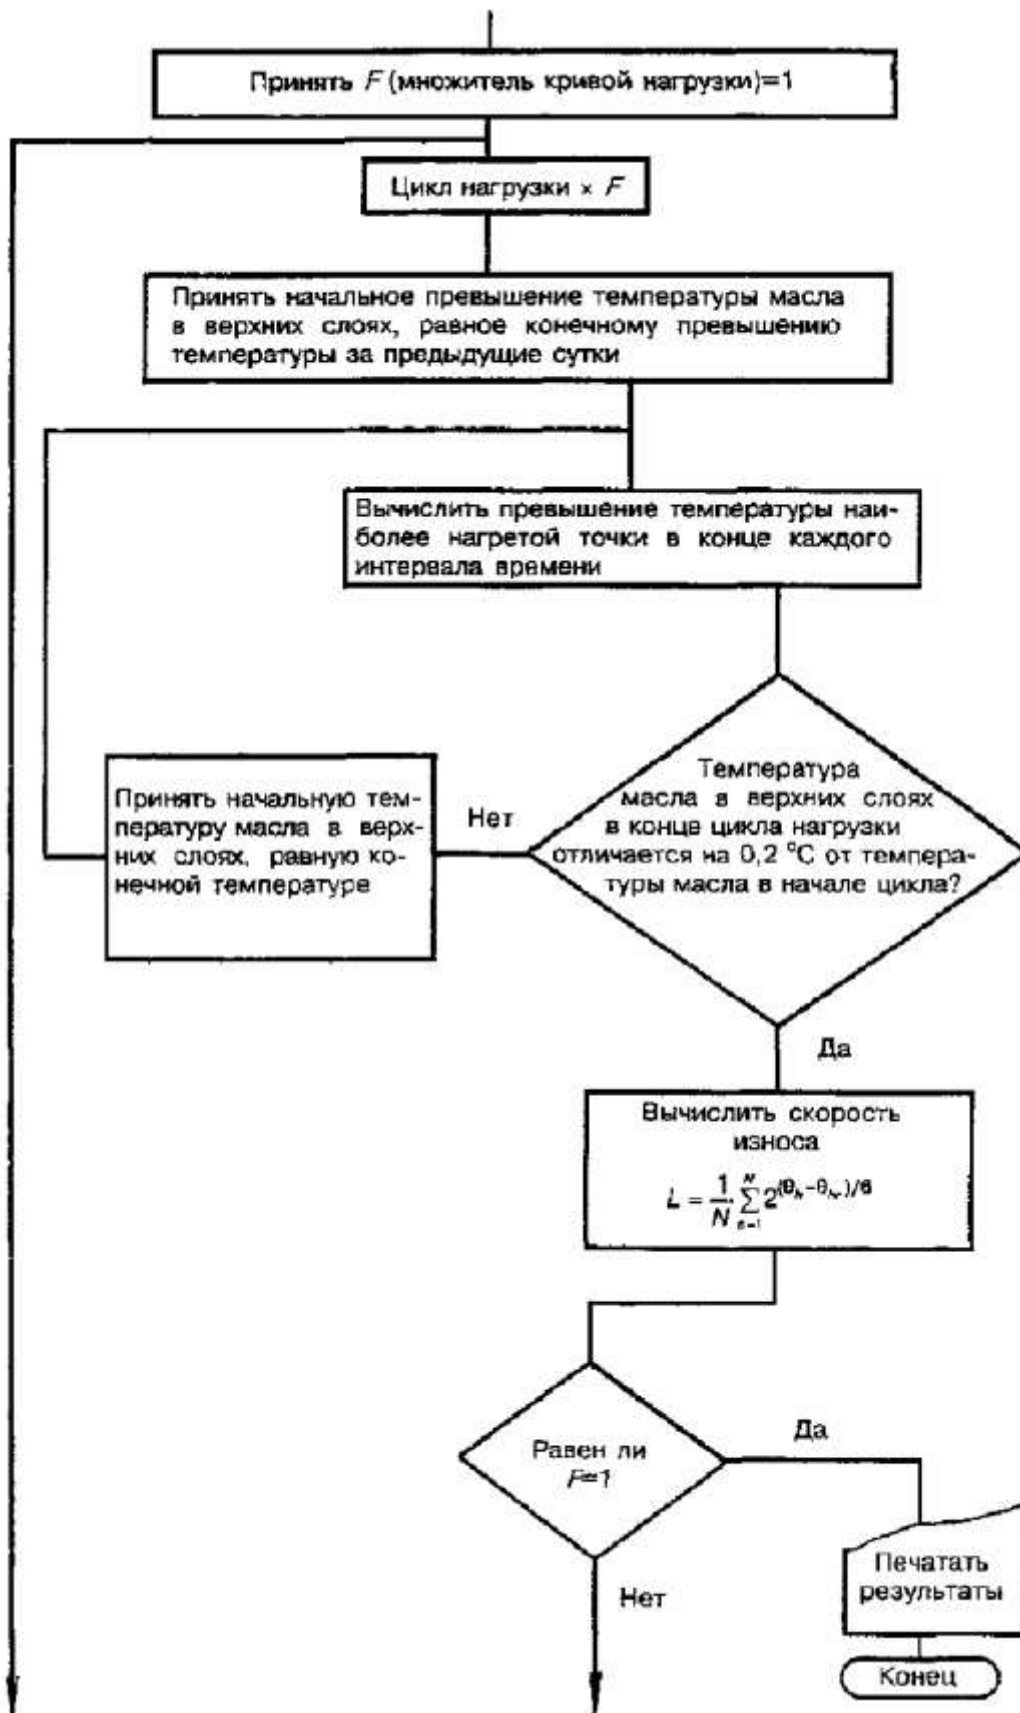 Принять F (множитель кривой нагрузки)=1
Цикл нагрузки × F
Принять начальное превышение температуры масла
в верхних слоях, равное конечному превышению
температуры за предыдущие сутки
Вычислить превышение температуры наи-
более нагретой точки в конце каждого
интервала времени
Температура
масла в верхних слоях
в конце цикла нагрузки
отличается на 0,2 °С от темпера-
туры масла в начале цикла?
Нет
Принять начальную тем-
пературу масла в верх-
них слоях, равную ко-
нечной температуре
Да
Вычислить скорость
износа
L = 1/N ∑ 2
Равен ли
F=1
Да
Нет
Печатать
результаты
Конец